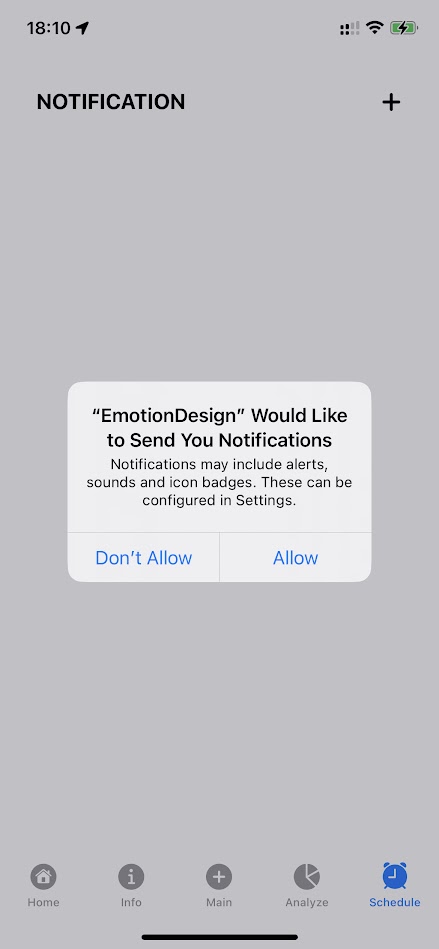 18:10
NOTIFICATION
“EmotionDesign” Would Like
to Send You Notifications
Notifications may include alerts,
sounds and icon badges. These can be
configured in Settings.
Don’t Allow
Allow
Home
Info
Main
Analyze
Schedule